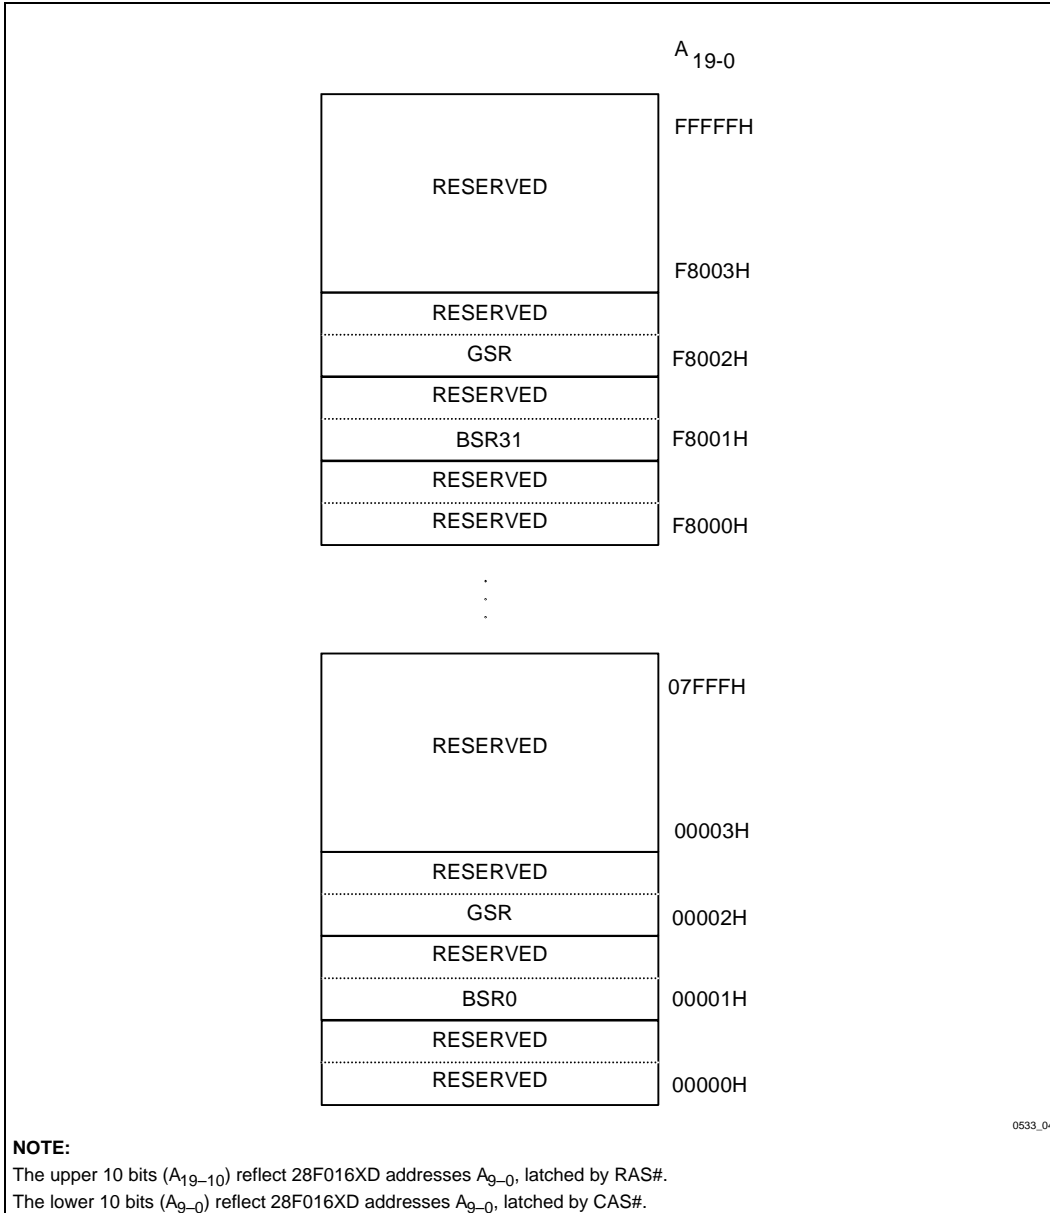 A 19-0
FFFFFH
RESERVED
F8003H
RESERVED
GSR F8002H
RESERVED
BSR31 F8001H
RESERVED
RESERVED F8000H
07FFFH
RESERVED
00003H
RESERVED
GSR 00002H
RESERVED
BSR0 00001H
RESERVED
RESERVED 00000H
0533_04
NOTE:
The upper 10 bits (A19–10) reflect 28F016XD addresses A9–0, latched by RAS#.
The lower 10 bits (A9–0) reflect 28F016XD addresses A9–0, latched by CAS#.